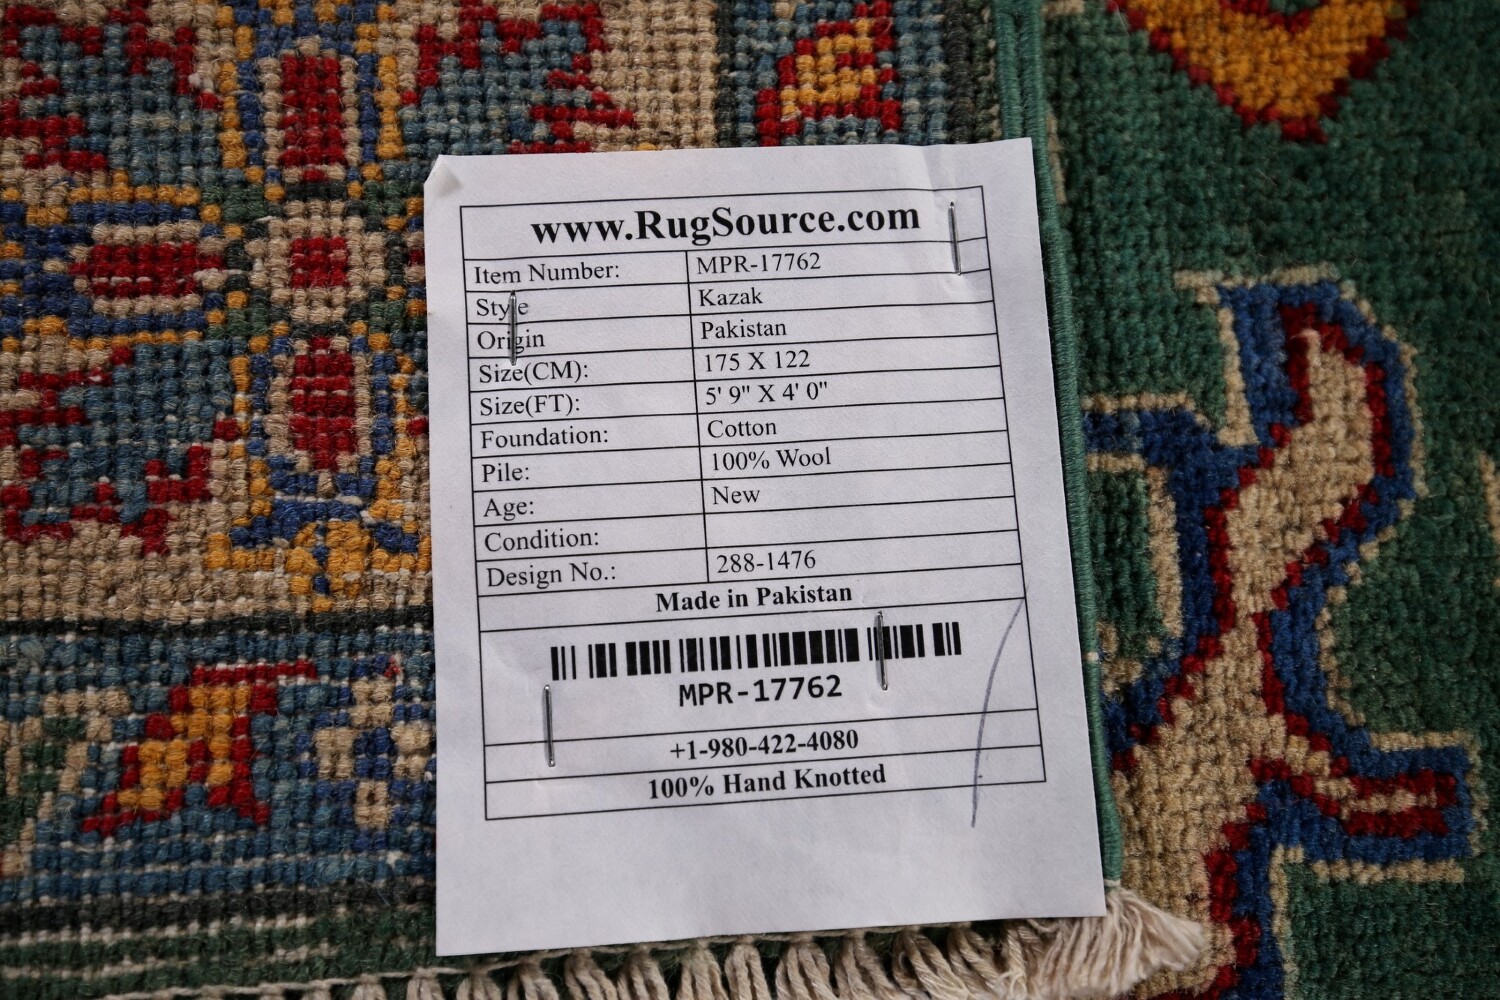 www.RugSource.com
Item Number: MPR-17762
Style Kazak
Origin Pakistan
Size(CM): 175 X 122
Size(FT): 5' 9" X 4' 0"
Foundation: Cotton
Pile: 100% Wool
Age: New
Condition:
Design No.: 288-1476
Made in Pakistan
MPR-17762
+1-980-422-4080
100% Hand Knotted